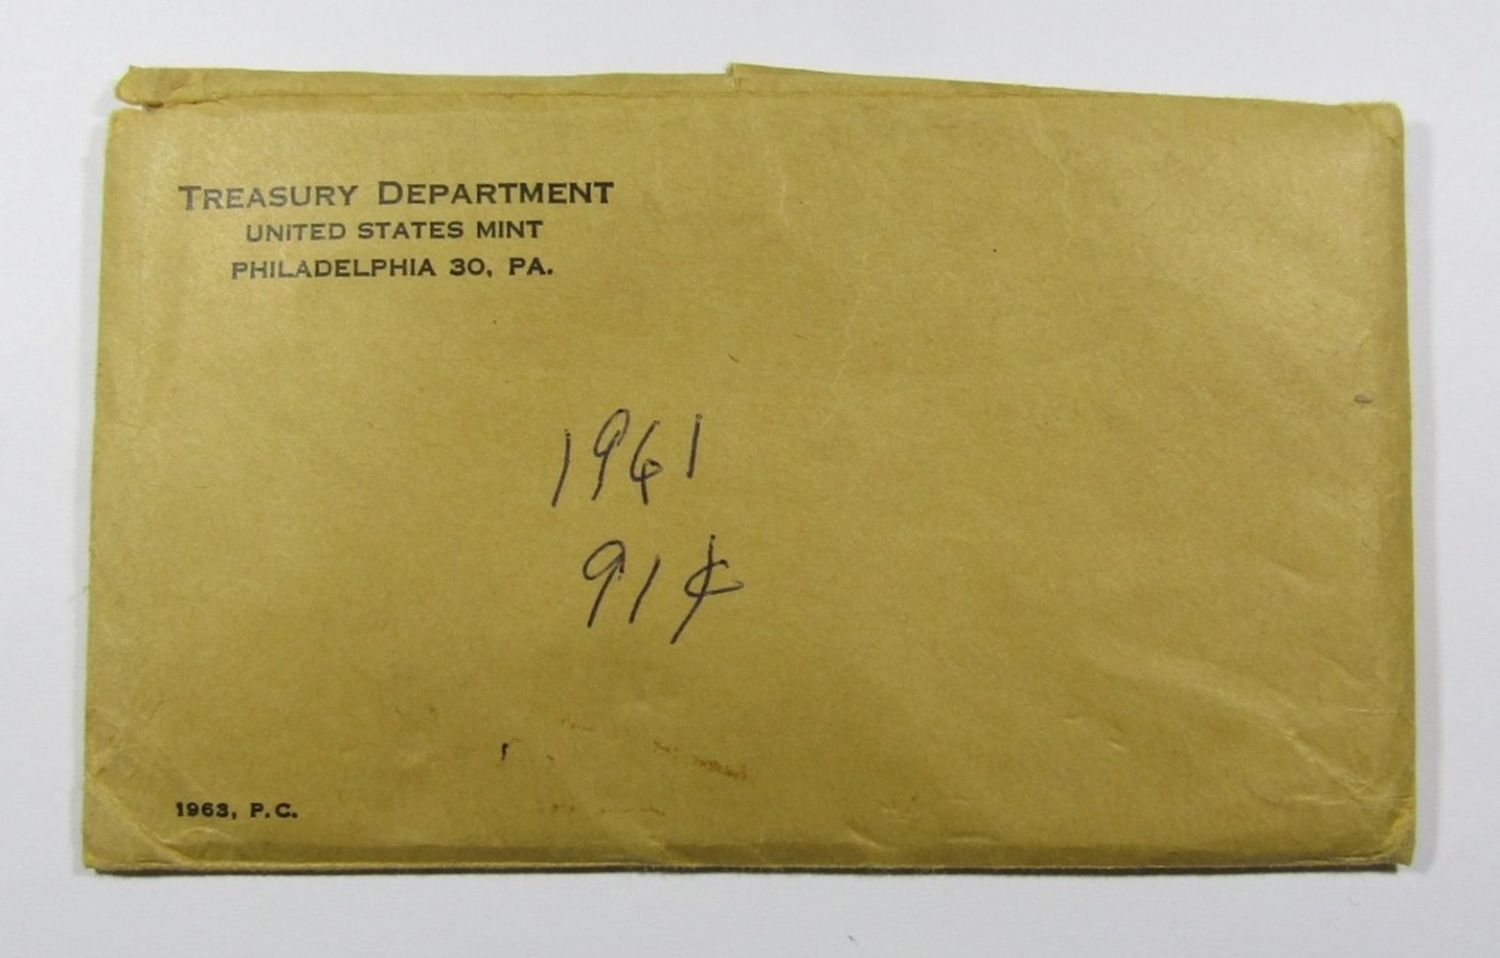 TREASURY DEPARTMENT
UNITED STATES MINT
PHILADELPHIA 30, PA.
1961
91¢
1963, P.C.